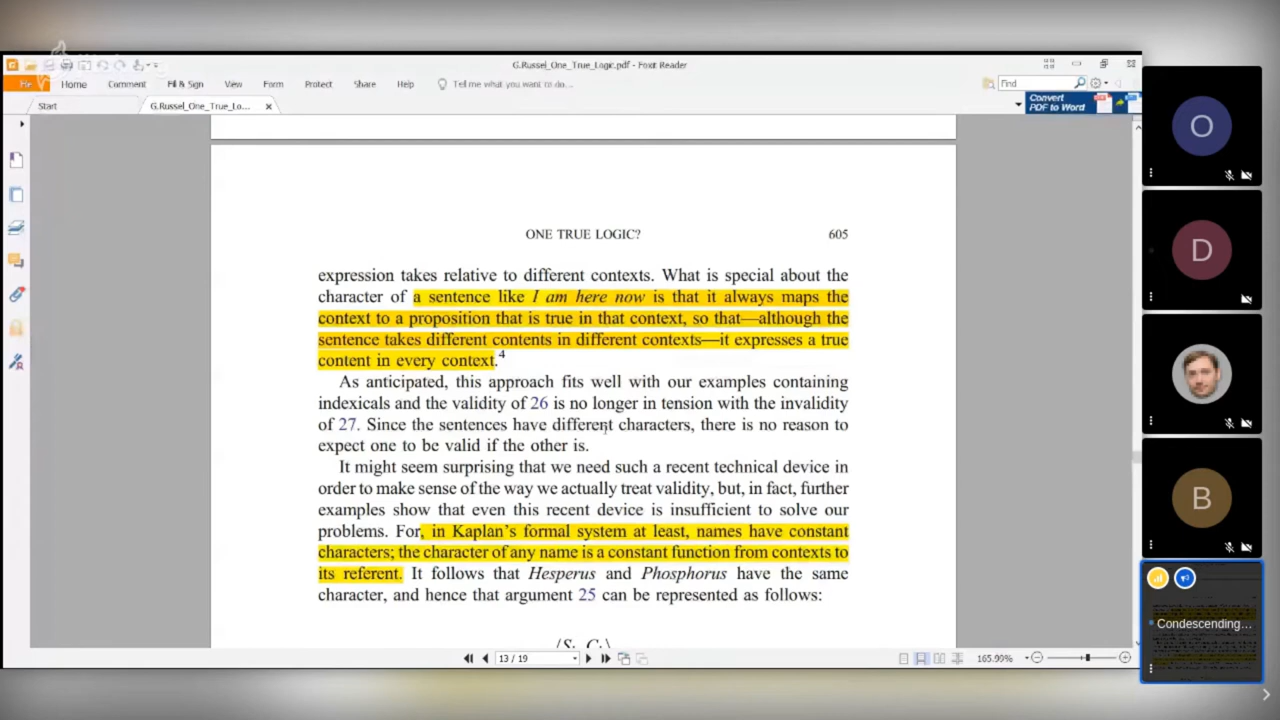 G.Russel_One_True_Logic.pdf - Foxit Reader
File Home Comment Fill & Sign View Form Protect Share Help Tell me what you want to do... Find
Start G.Russel_One_True_Lo... Convert
PDF to Word
ONE TRUE LOGIC? 605
expression takes relative to different contexts. What is special about the
character of a sentence like I am here now is that it always maps the
context to a proposition that is true in that context, so that—although the
sentence takes different contents in different contexts—it expresses a true
content in every context.4
As anticipated, this approach fits well with our examples containing
indexicals and the validity of 26 is no longer in tension with the invalidity
of 27. Since the sentences have different characters, there is no reason to
expect one to be valid if the other is.
It might seem surprising that we need such a recent technical device in
order to make sense of the way we actually treat validity, but, in fact, further
examples show that even this recent device is insufficient to solve our
problems. For, in Kaplan's formal system at least, names have constant
characters; the character of any name is a constant function from contexts to
its referent. It follows that Hesperus and Phosphorus have the same
character, and hence that argument 25 can be represented as follows:
13 / 19 165.99%
O
D
B
Condescending...